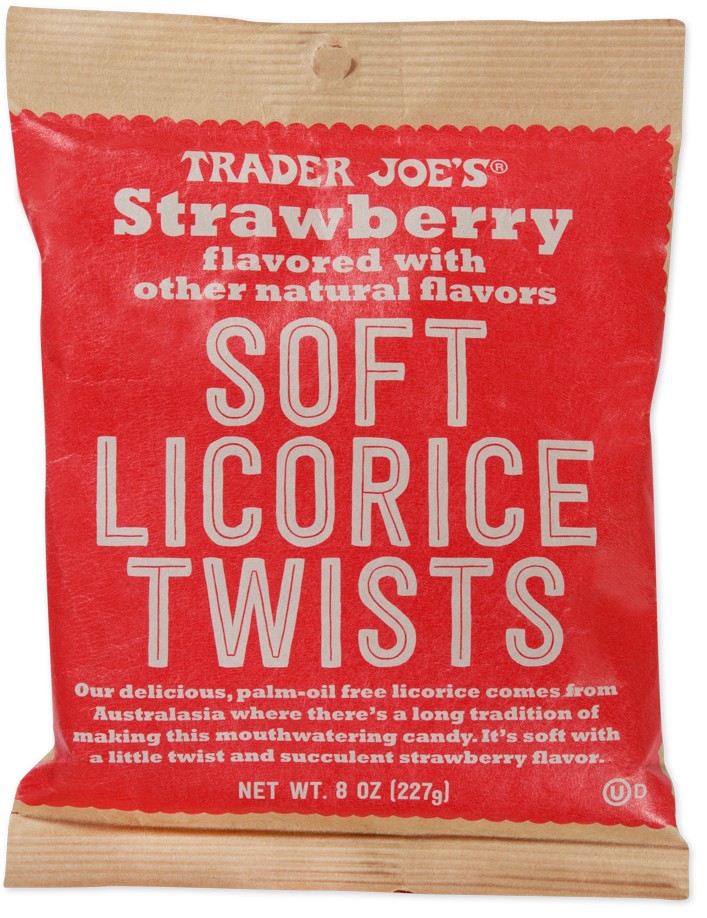 TRADER JOE'S®
Strawberry
flavored with
other natural flavors
SOFT
LICORICE
TWISTS
Our delicious, palm-oil free licorice comes from
Australasia where there's a long tradition of
making this mouthwatering candy. It's soft with
a little twist and succulent strawberry flavor.
NET WT. 8 OZ (227g)
U D